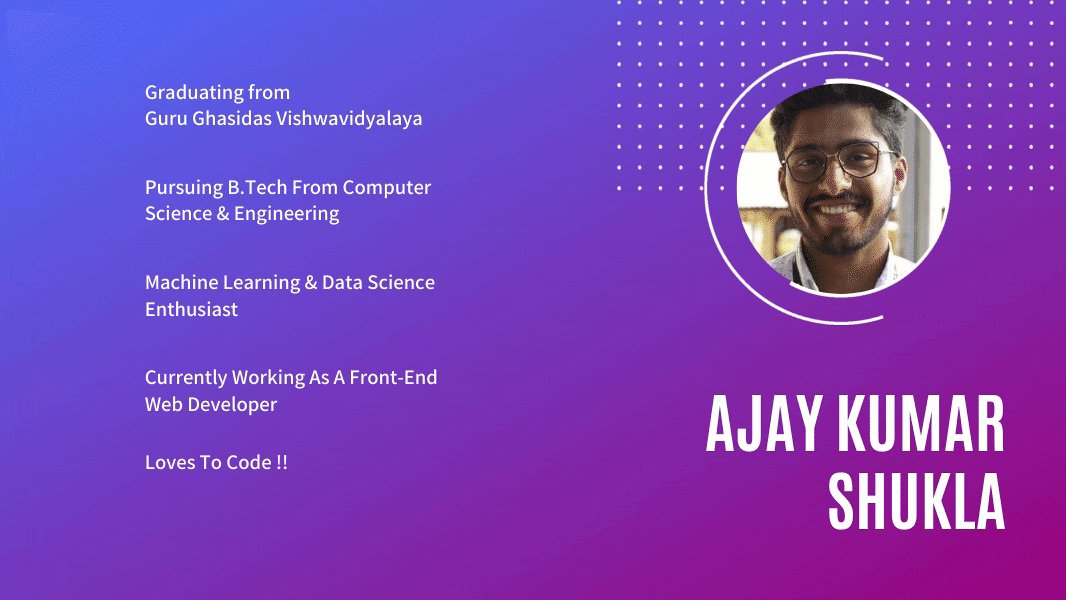 Graduating from
Guru Ghasidas Vishwavidyalaya
Pursuing B.Tech From Computer
Science & Engineering
Machine Learning & Data Science
Enthusiast
Currently Working As A Front-End
Web Developer
Loves To Code !!
AJAY KUMAR
SHUKLA